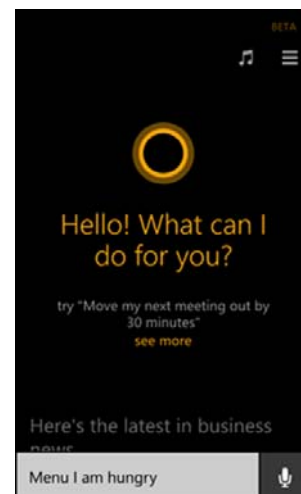 BETA
Hello! What can I
do for you?
try "Move my next meeting out by
30 minutes"
see more
Here's the latest in business
news
Menu I am hungry